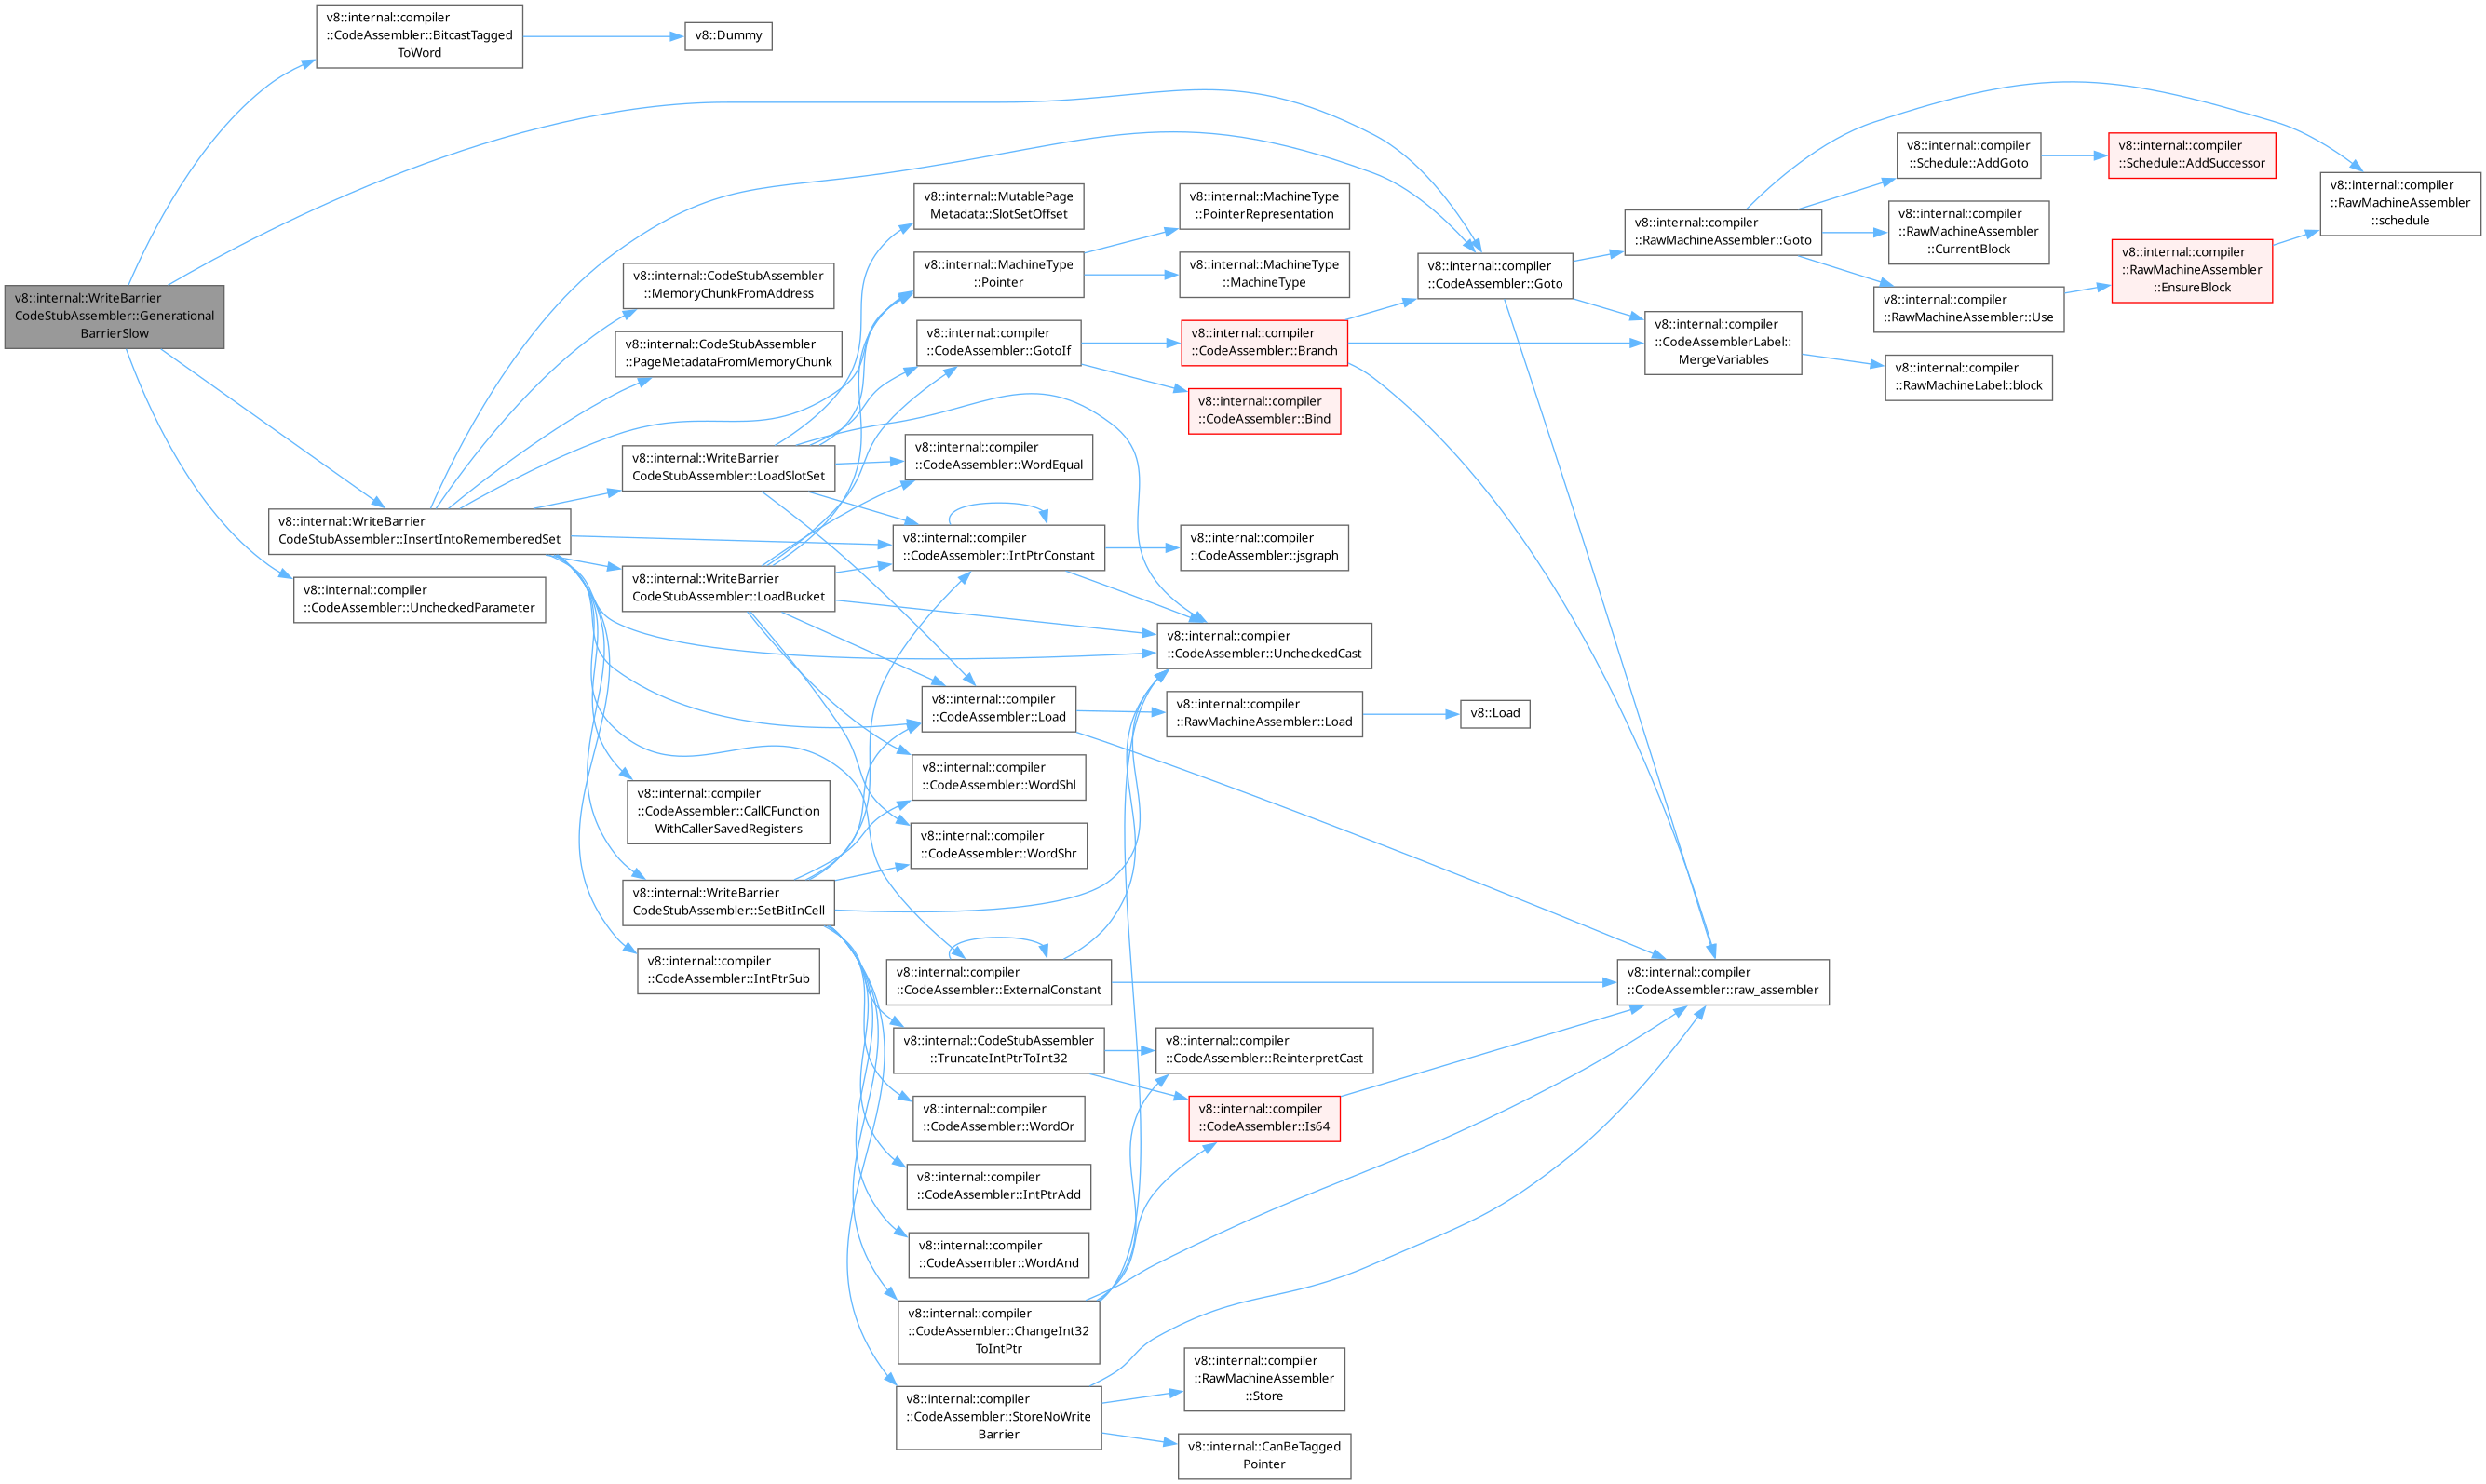 v8::internal::WriteBarrier
CodeStubAssembler::Generational
BarrierSlow
v8::internal::compiler
::CodeAssembler::BitcastTagged
ToWord
v8::Dummy
v8::internal::WriteBarrier
CodeStubAssembler::InsertIntoRememberedSet
v8::internal::compiler
::CodeAssembler::UncheckedParameter
v8::internal::CodeStubAssembler
::MemoryChunkFromAddress
v8::internal::CodeStubAssembler
::PageMetadataFromMemoryChunk
v8::internal::WriteBarrier
CodeStubAssembler::LoadSlotSet
v8::internal::WriteBarrier
CodeStubAssembler::LoadBucket
v8::internal::compiler
::CodeAssembler::CallCFunction
WithCallerSavedRegisters
v8::internal::WriteBarrier
CodeStubAssembler::SetBitInCell
v8::internal::compiler
::CodeAssembler::IntPtrSub
v8::internal::MutablePage
Metadata::SlotSetOffset
v8::internal::MachineType
::Pointer
v8::internal::compiler
::CodeAssembler::GotoIf
v8::internal::compiler
::CodeAssembler::WordEqual
v8::internal::compiler
::CodeAssembler::IntPtrConstant
v8::internal::compiler
::CodeAssembler::Load
v8::internal::compiler
::CodeAssembler::WordShl
v8::internal::compiler
::CodeAssembler::WordShr
v8::internal::compiler
::CodeAssembler::ExternalConstant
v8::internal::CodeStubAssembler
::TruncateIntPtrToInt32
v8::internal::compiler
::CodeAssembler::WordOr
v8::internal::compiler
::CodeAssembler::IntPtrAdd
v8::internal::compiler
::CodeAssembler::WordAnd
v8::internal::compiler
::CodeAssembler::ChangeInt32
ToIntPtr
v8::internal::compiler
::CodeAssembler::StoreNoWrite
Barrier
v8::internal::MachineType
::PointerRepresentation
v8::internal::MachineType
::MachineType
v8::internal::compiler
::CodeAssembler::Branch
v8::internal::compiler
::CodeAssembler::Bind
v8::internal::compiler
::CodeAssembler::jsgraph
v8::internal::compiler
::CodeAssembler::UncheckedCast
v8::internal::compiler
::RawMachineAssembler::Load
v8::internal::compiler
::CodeAssembler::ReinterpretCast
v8::internal::compiler
::CodeAssembler::Is64
v8::internal::compiler
::RawMachineAssembler
::Store
v8::internal::CanBeTagged
Pointer
v8::internal::compiler
::CodeAssembler::Goto
v8::Load
v8::internal::compiler
::RawMachineAssembler::Goto
v8::internal::compiler
::CodeAssemblerLabel::
MergeVariables
v8::internal::compiler
::CodeAssembler::raw_assembler
v8::internal::compiler
::Schedule::AddGoto
v8::internal::compiler
::RawMachineAssembler
::CurrentBlock
v8::internal::compiler
::RawMachineAssembler::Use
v8::internal::compiler
::RawMachineLabel::block
v8::internal::compiler
::Schedule::AddSuccessor
v8::internal::compiler
::RawMachineAssembler
::EnsureBlock
v8::internal::compiler
::RawMachineAssembler
::schedule